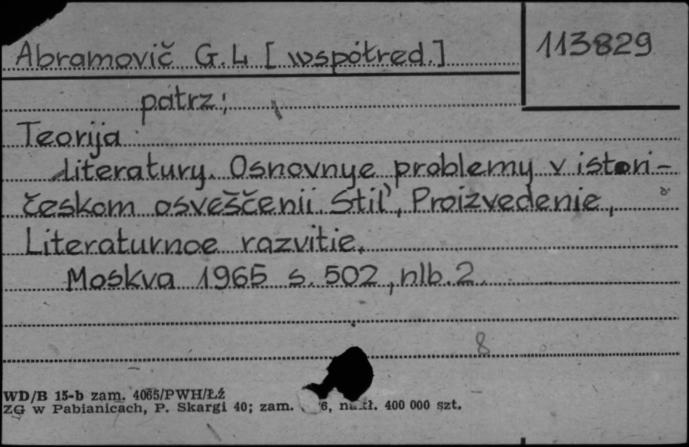 Abramovič G.L [współred.]
113829
patrz:
Teorija
literatury. Osnovnye problemy v istori-
českom osveščenii. Stil', Proizvedenie,
Literaturnoe razvitie.
Moskva 1965 s. 502, nlb. 2.
8
WD/B 15-b zam. 4065/PWH/ŁŹ
ZG w Pabianicach, P. Skargi 40; zam. 400 000 szt.